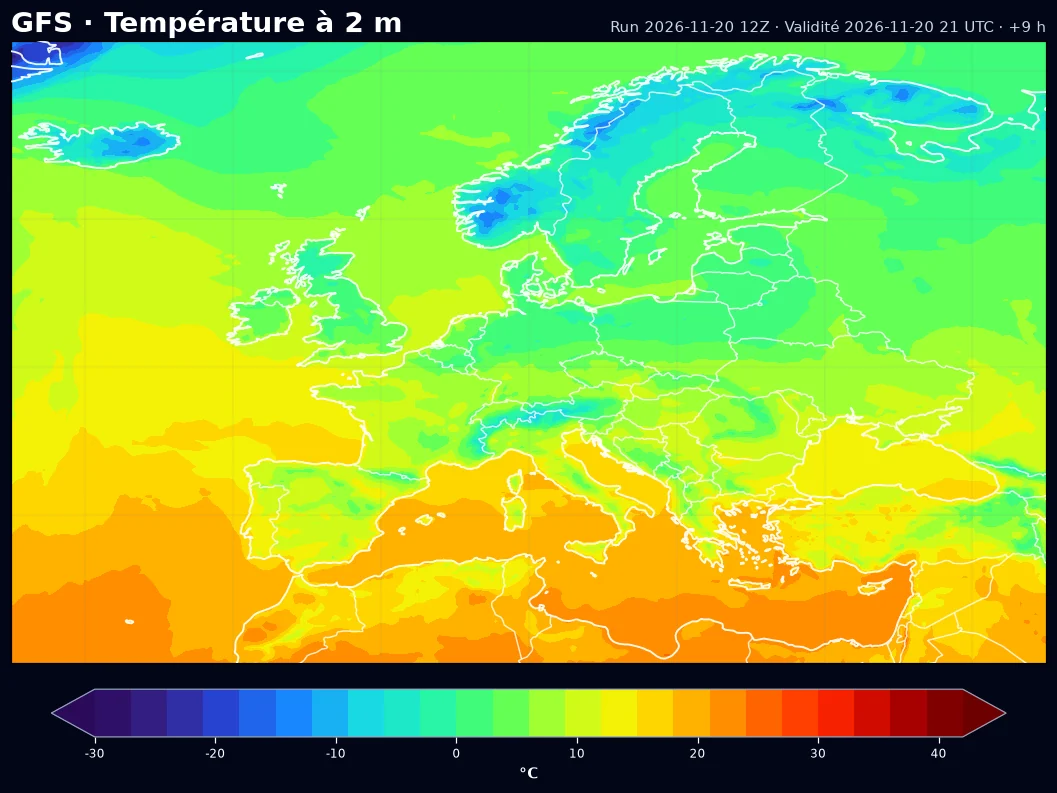 GFS · Température à 2 m
Run 2026-11-20 12Z · Validité 2026-11-20 21 UTC · +9 h
-30 -20 -10 0 10 20 30 40
°C